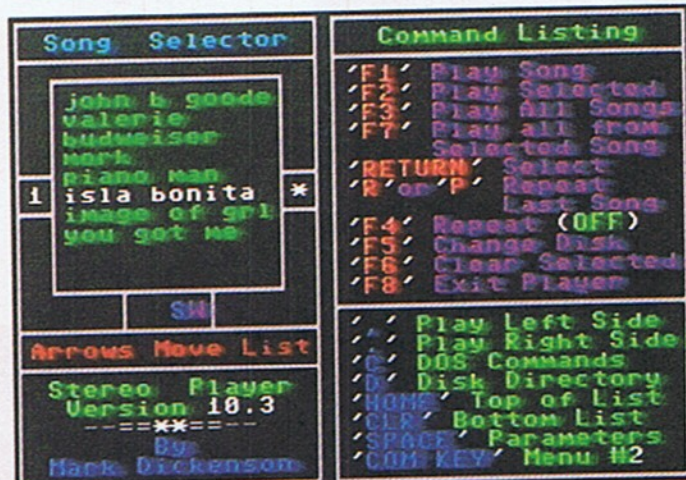 Song Selector
john b goode
valerie
budweiser
mork
piano man
1 isla bonita *
image of grl
you got me
SW
Arrows Move List
Stereo Player
Version 10.3
--==**==--
By
Mark Dickenson
Command Listing
'F1' Play Song
'F2' Play Selected
'F3' Play All Songs
'F7' Play all from
Selected Song
'RETURN' Select
'R' or 'P' Repeat
Last Song
'F4' Repeat (OFF)
'F5' Change Disk
'F6' Clear Selected
'F8' Exit Player
',' Play Left Side
'.' Play Right Side
'C' DOS Commands
'D' Disk Directory
'HOME' Top of List
'CLR' Bottom List
'SPACE' Parameters
'COM KEY' Menu #2